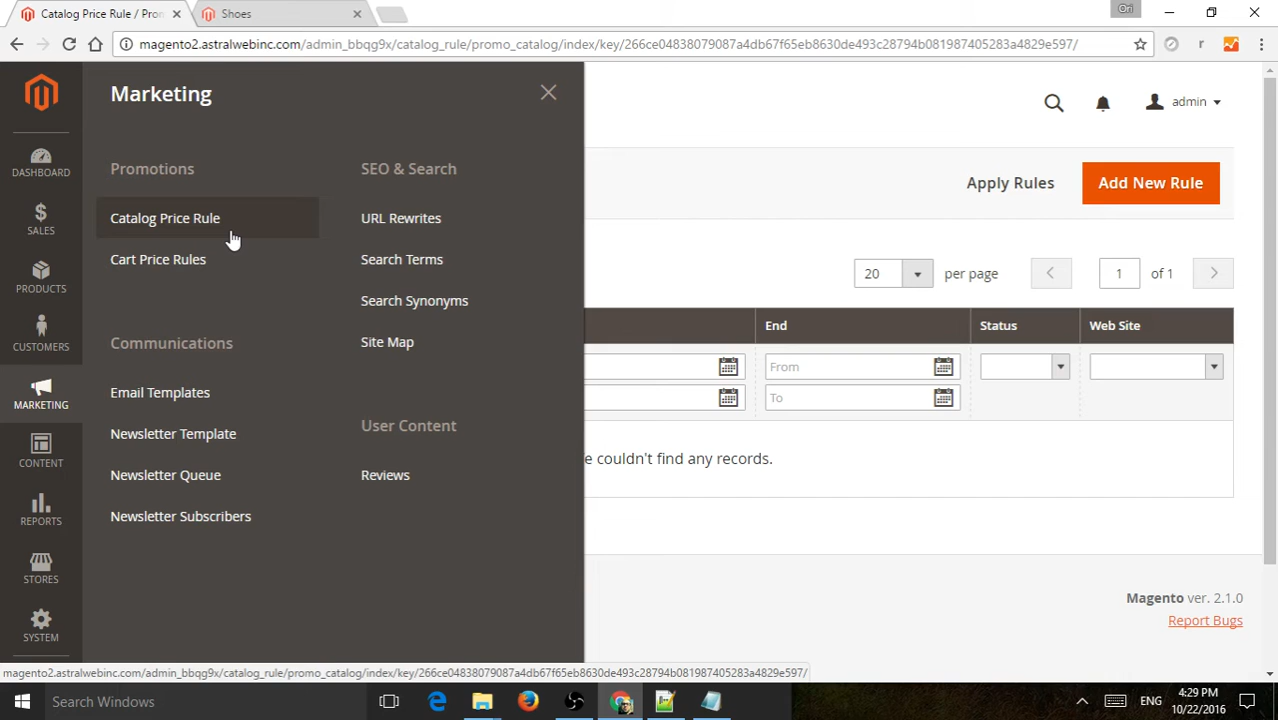 Catalog Price Rule / Pro
Shoes
Ori
magento2.astralwebinc.com/admin_bbqg9x/catalog_rule/promo_catalog/index/key/266ce04838079087a4db67f65eb8630de493c28794b081987405283a4829e597/
r
Marketing
admin
DASHBOARD
Promotions
SEO & Search
Apply Rules
Add New Rule
SALES
Catalog Price Rule
URL Rewrites
Cart Price Rules
Search Terms
20
per page
1
of 1
PRODUCTS
Search Synonyms
End
Status
Web Site
CUSTOMERS
Communications
Site Map
From
MARKETING
Email Templates
To
User Content
Newsletter Template
CONTENT
e couldn't find any records.
Newsletter Queue
Reviews
REPORTS
Newsletter Subscribers
STORES
Magento ver. 2.1.0
SYSTEM
Report Bugs
magento2.astralwebinc.com/admin_bbqg9x/catalog_rule/promo_catalog/index/key/266ce04838079087a4db67f65eb8630de493c28794b081987405283a4829e597/
Search Windows
ENG
4:29 PM
10/22/2016